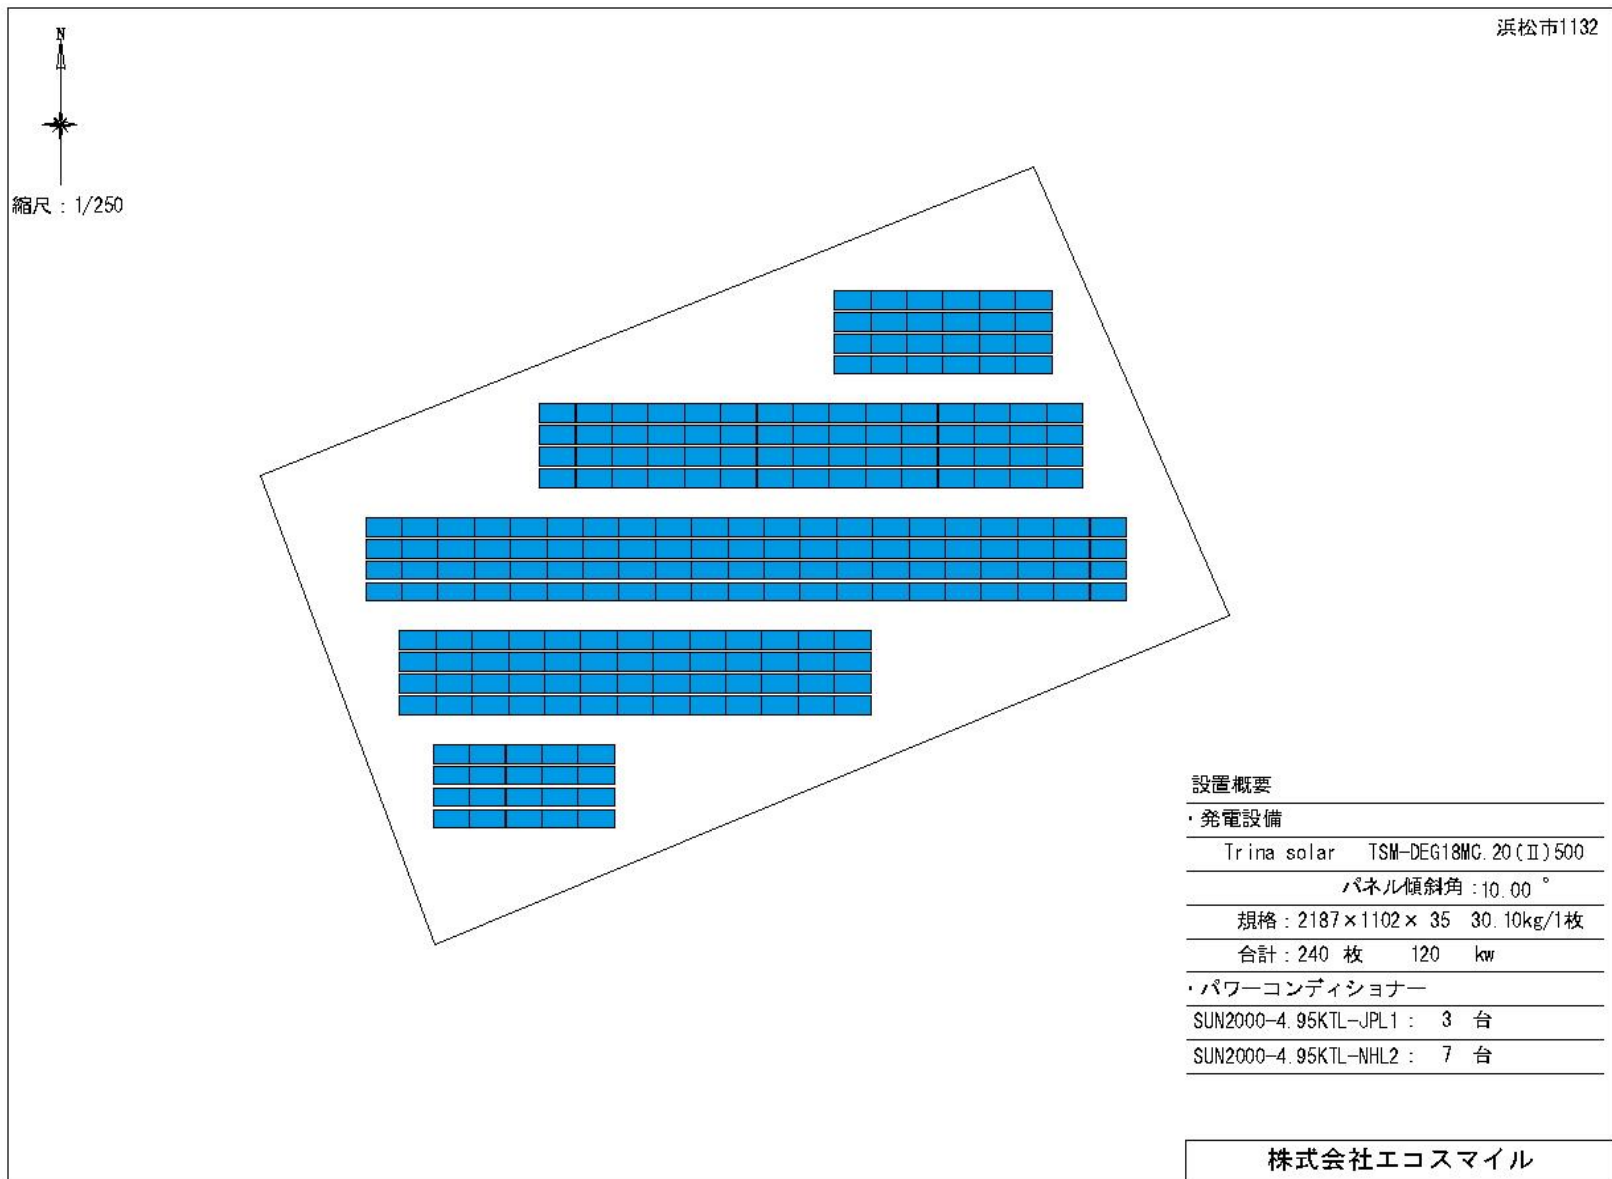 浜松市1132
N
縮尺：1/250
設置概要
・発電設備
Trina solar TSM-DEG18MC.20(Ⅱ)500
パネル傾斜角：10.00°
規格：2187×1102× 35 30.10kg/1枚
合計：240 枚 120 kw
・パワーコンディショナー
SUN2000-4.95KTL-JPL1： 3 台
SUN2000-4.95KTL-NHL2： 7 台
株式会社エコスマイル